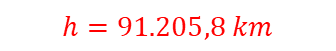 h = 91.205,8 km